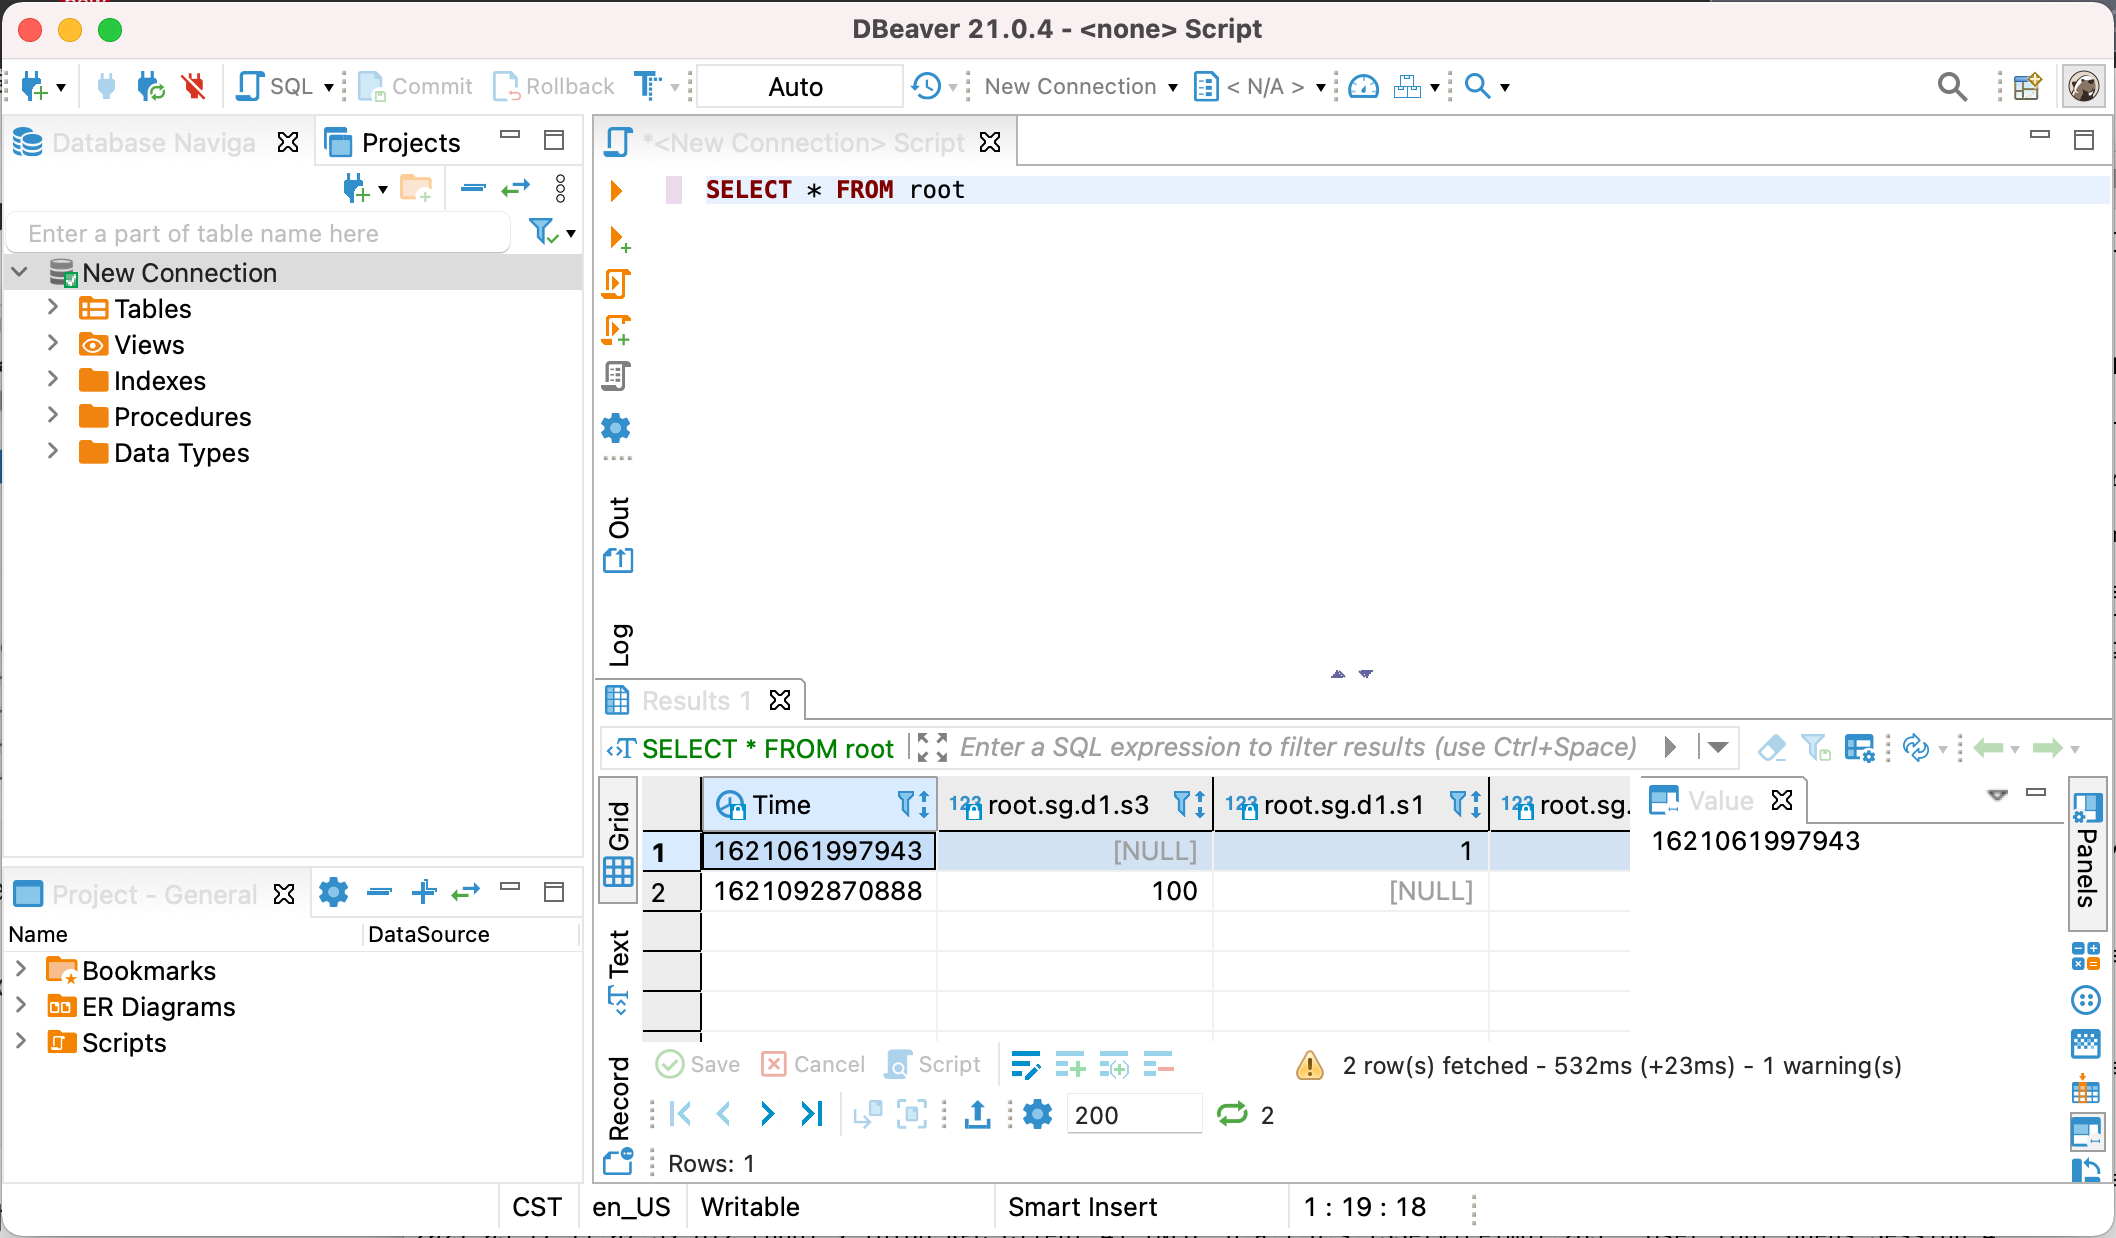 DBeaver 21.0.4 - <none> Script
SQL
Commit
Rollback
Auto
New Connection
< N/A >
Database Naviga
Projects
Enter a part of table name here
New Connection
Tables
Views
Indexes
Procedures
Data Types
Project - General
Name DataSource
Bookmarks
ER Diagrams
Scripts
*<New Connection> Script
SELECT * FROM root
Out
Log
Results 1
SELECT * FROM root Enter a SQL expression to filter results (use Ctrl+Space)
Grid
Text
Record
Time 123 root.sg.d1.s3 123 root.sg.d1.s1 123 root.sg.
1 1621061997943 [NULL] 1
2 1621092870888 100 [NULL]
Value
1621061997943
Panels
Save Cancel Script
2 row(s) fetched - 532ms (+23ms) - 1 warning(s)
200 2
Rows: 1
CST en_US Writable Smart Insert 1 : 19 : 18